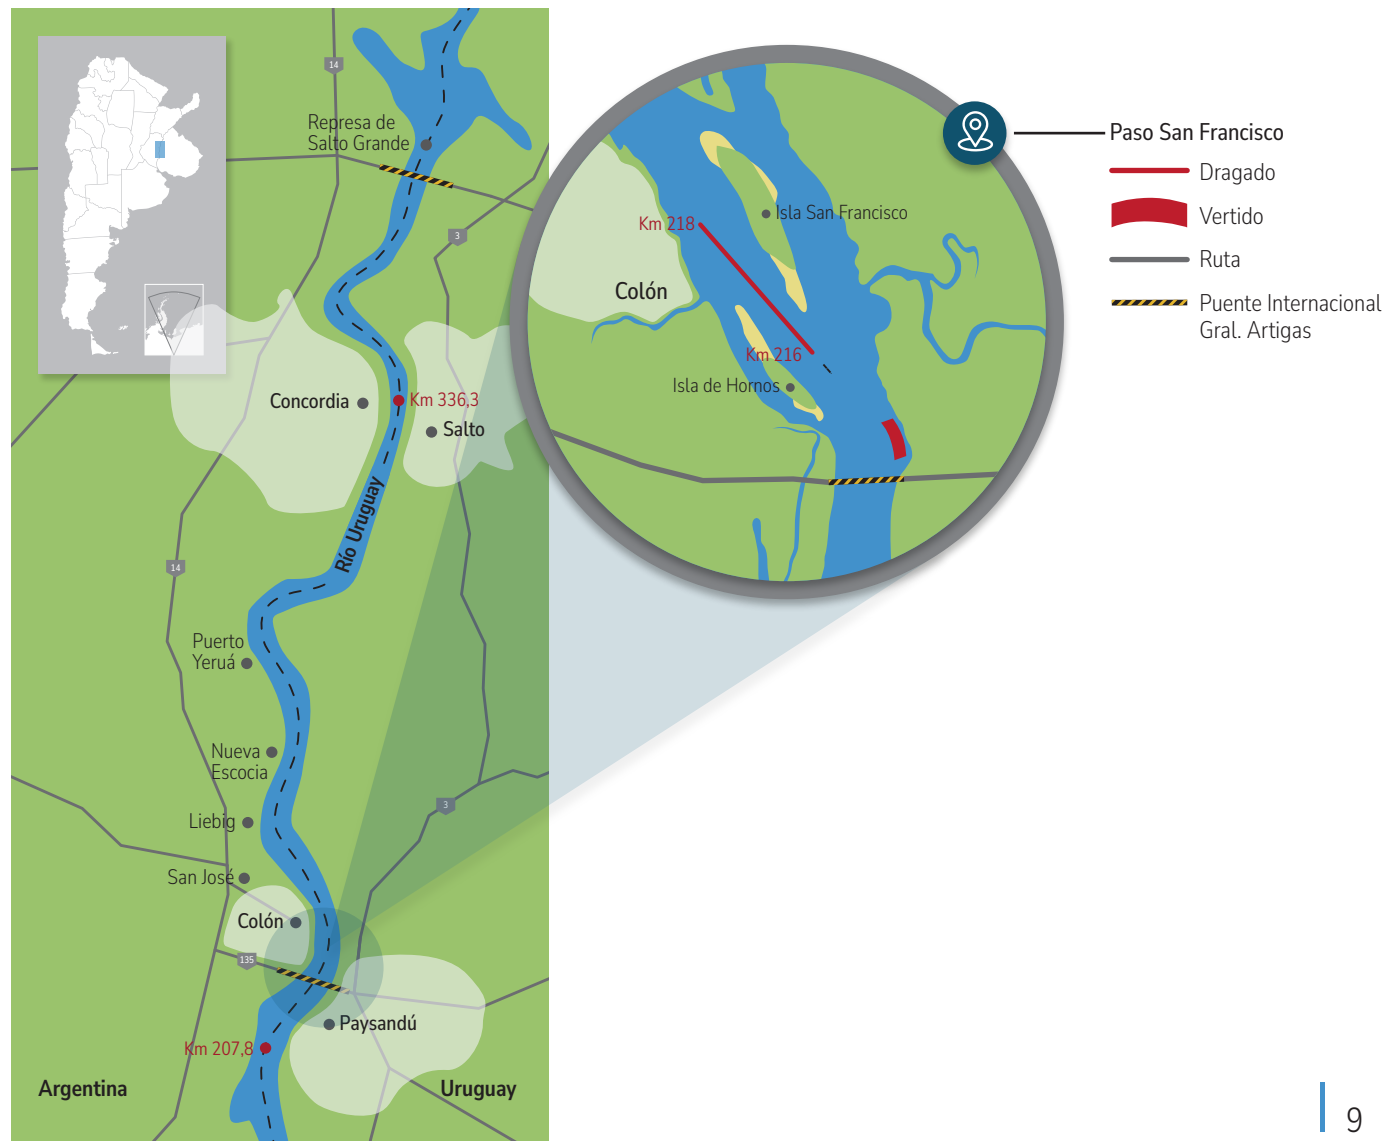 14
Represa de
Salto Grande
3
Km 336,3
Concordia
Salto
Río Uruguay
14
Puerto
Yeruá
Nueva
Escocia
Liebig
3
San José
Colón
135
Paysandú
Km 207,8
Argentina
Uruguay
Km 218
Isla San Francisco
Colón
Km 216
Isla de Hornos
Paso San Francisco
Dragado
Vertido
Ruta
Puente Internacional
Gral. Artigas
9